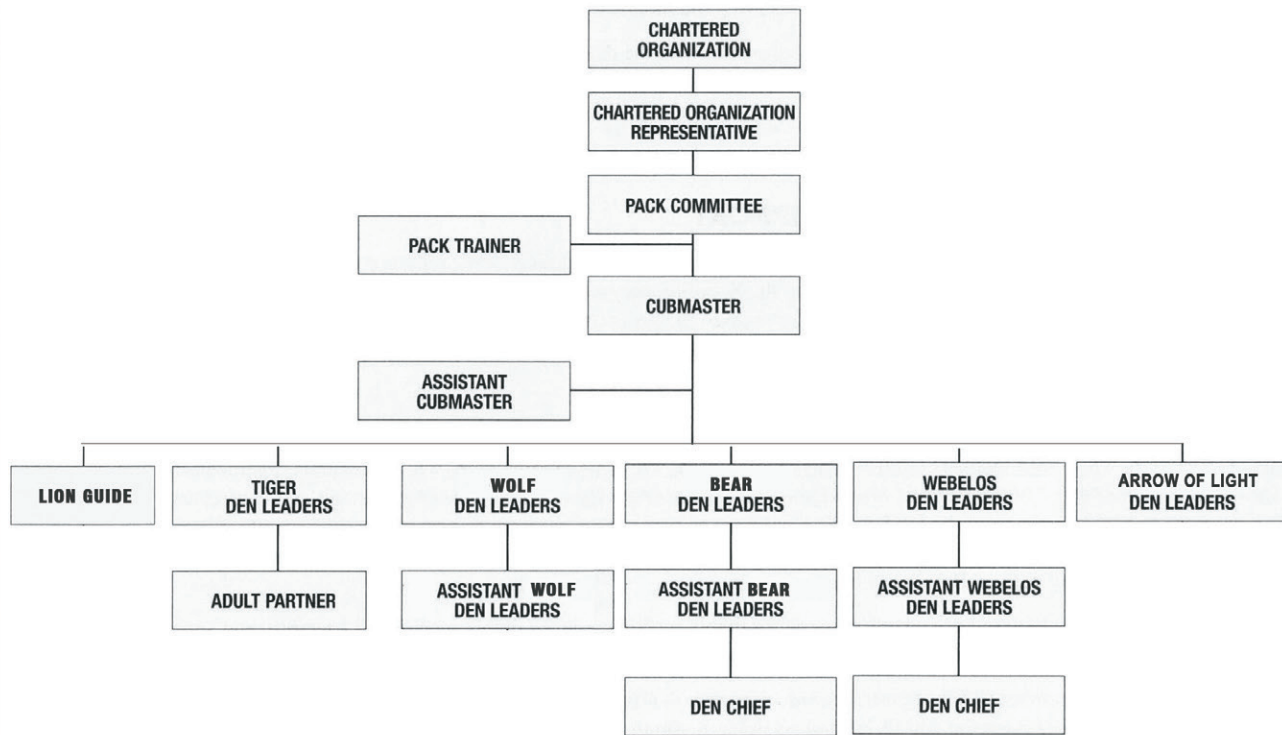 CHARTERED
ORGANIZATION
CHARTERED ORGANIZATION
REPRESENTATIVE
PACK COMMITTEE
PACK TRAINER
CUBMASTER
ASSISTANT
CUBMASTER
LION GUIDE
TIGER
DEN LEADERS
WOLF
DEN LEADERS
BEAR
DEN LEADERS
WEBELOS
DEN LEADERS
ARROW OF LIGHT
DEN LEADERS
ADULT PARTNER
ASSISTANT WOLF
DEN LEADERS
ASSISTANT BEAR
DEN LEADERS
ASSISTANT WEBELOS
DEN LEADERS
DEN CHIEF
DEN CHIEF